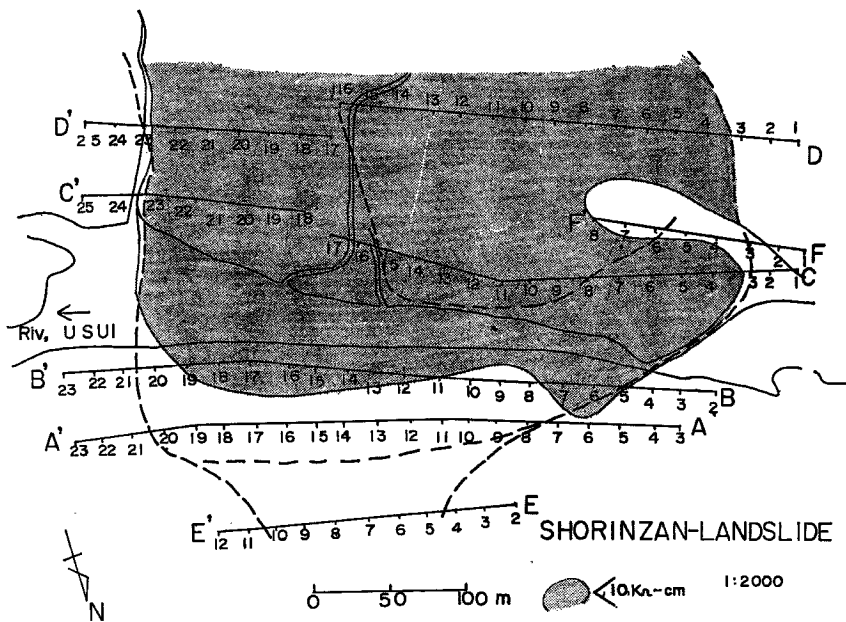 16 15 14 13 12 11 10 9 8 7 6 5 4 3 2 1
D'
D
25 24 23 22 21 20 19 18 17
C'
25 24 23 22 21 20 19 18
F'
8 7 6 5 4 3 2 1
F
17 16 15 14 13 12 11 10 9 8 7 6 5 4 3 2 1
C
Riv. USUI
B'
23 22 21 20 19 18 17 16 15 14 13 12 11 10 9 8 7 6 5 4 3 2
B
A'
23 22 21 20 19 18 17 16 15 14 13 12 11 10 9 8 7 6 5 4 3
A
E'
12 11 10 9 8 7 6 5 4 3 2
E
SHORINZAN-LANDSLIDE
N
0 50 100 m
1:2000